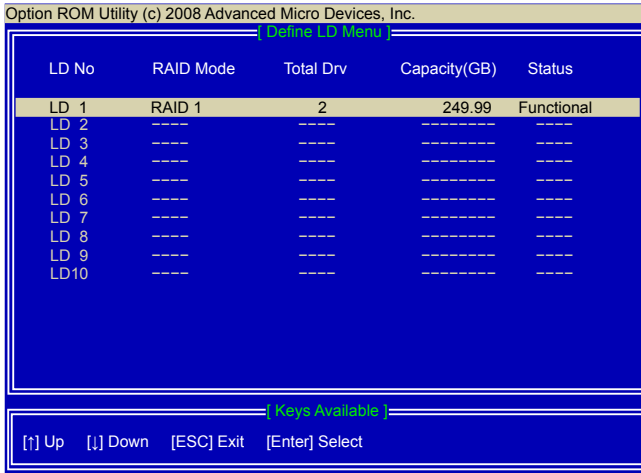 Option ROM Utility (c) 2008 Advanced Micro Devices, Inc.
[ Define LD Menu ]
LD No RAID Mode Total Drv Capacity(GB) Status
LD 1 RAID 1 2 249.99 Functional
LD 2 ---- ---- -------- ----
LD 3 ---- ---- -------- ----
LD 4 ---- ---- -------- ----
LD 5 ---- ---- -------- ----
LD 6 ---- ---- -------- ----
LD 7 ---- ---- -------- ----
LD 8 ---- ---- -------- ----
LD 9 ---- ---- -------- ----
LD10 ---- ---- -------- ----
[ Keys Available ]
[↑] Up [↓] Down [ESC] Exit [Enter] Select